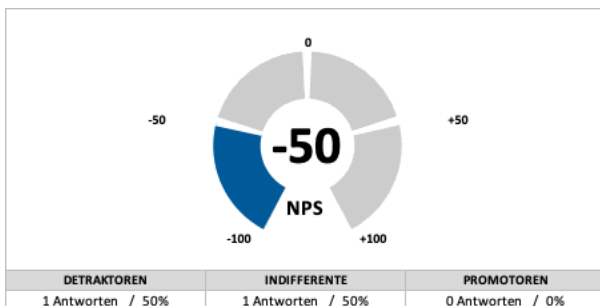 0
-50
+50
-50
NPS
-100
+100
DETRAKTOREN INDIFFERENTE PROMOTOREN
1 Antworten / 50% 1 Antworten / 50% 0 Antworten / 0%